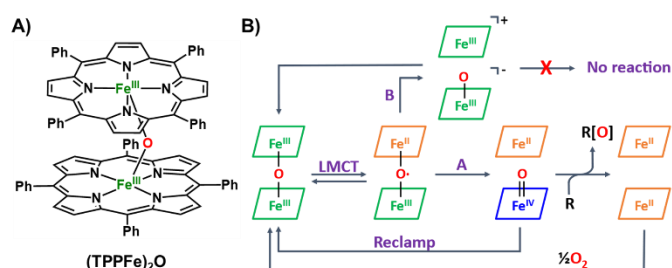 A)
Ph
Ph
N
Fe^III
N
N
N
Ph
Ph
O
Ph
N
N
Ph
Fe^III
Ph
N
N
Ph
(TPPFe)₂O
B)
Fe^III
+
O
-
Fe^III
X
No reaction
B
Fe^III
O
Fe^III
LMCT
Fe^II
O·
Fe^III
A
Fe^II
O
Fe^IV
R[O]
R
Fe^II
Fe^II
Reclamp
½O₂